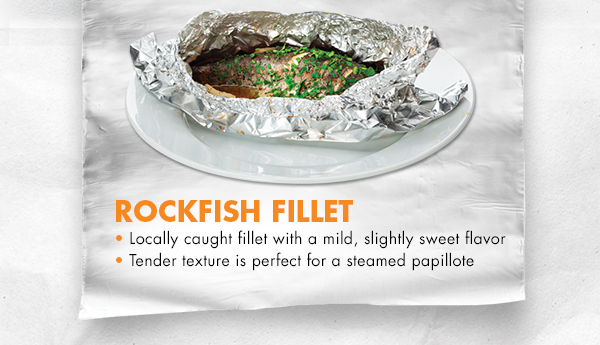 ROCKFISH FILLET
• Locally caught fillet with a mild, slightly sweet flavor
• Tender texture is perfect for a steamed papillote